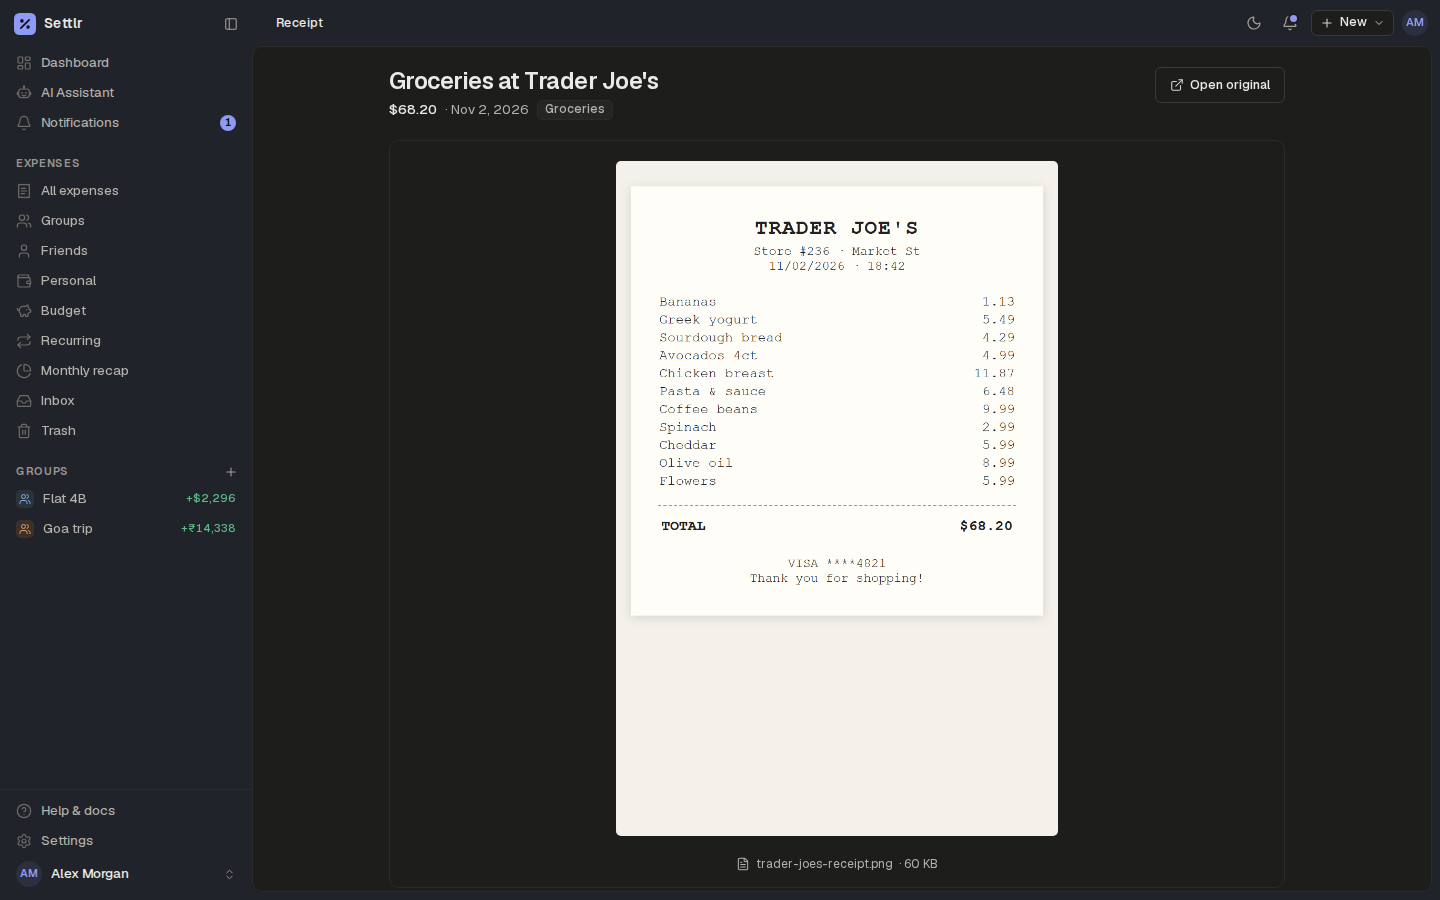 Settlr
Receipt
New
AM
Dashboard
AI Assistant
Notifications
1
EXPENSES
All expenses
Groups
Friends
Personal
Budget
Recurring
Monthly recap
Inbox
Trash
GROUPS
Flat 4B +$2,296
Goa trip +₹14,338
Help & docs
Settings
AM Alex Morgan
Groceries at Trader Joe's
$68.20 · Nov 2, 2026 Groceries
Open original
TRADER JOE'S
Store #236 · Market St
11/02/2026 · 18:42
Bananas 1.13
Greek yogurt 5.49
Sourdough bread 4.29
Avocados 4ct 4.99
Chicken breast 11.87
Pasta & sauce 6.48
Coffee beans 9.99
Spinach 2.99
Cheddar 5.99
Olive oil 8.99
Flowers 5.99
TOTAL $68.20
VISA ****4821
Thank you for shopping!
trader-joes-receipt.png · 60 KB